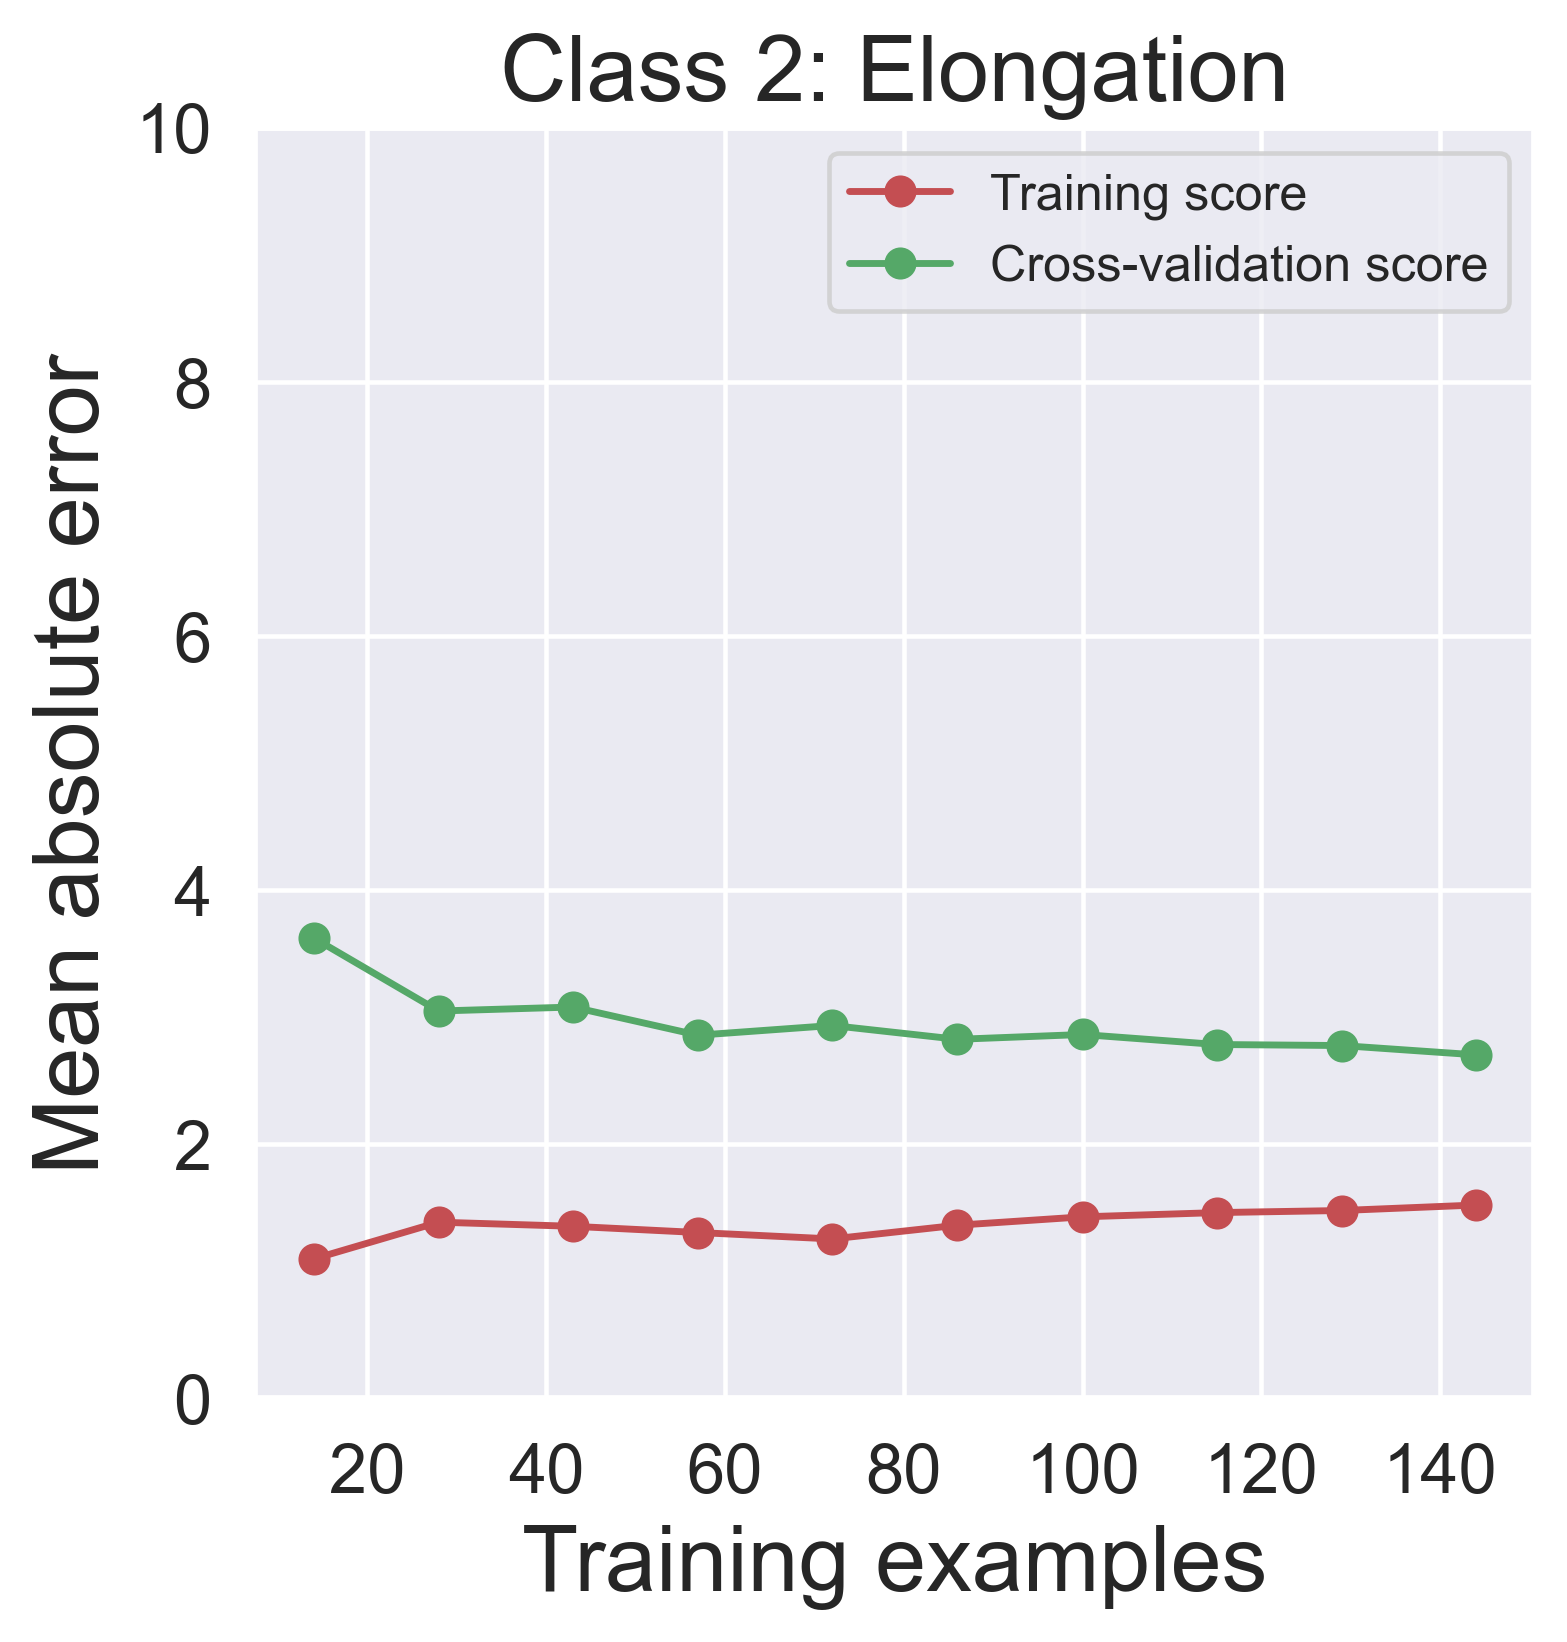 Class 2: Elongation
10
8
6
4
2
0
Mean absolute error
Training score
Cross-validation score
20 40 60 80 100 120 140
Training examples